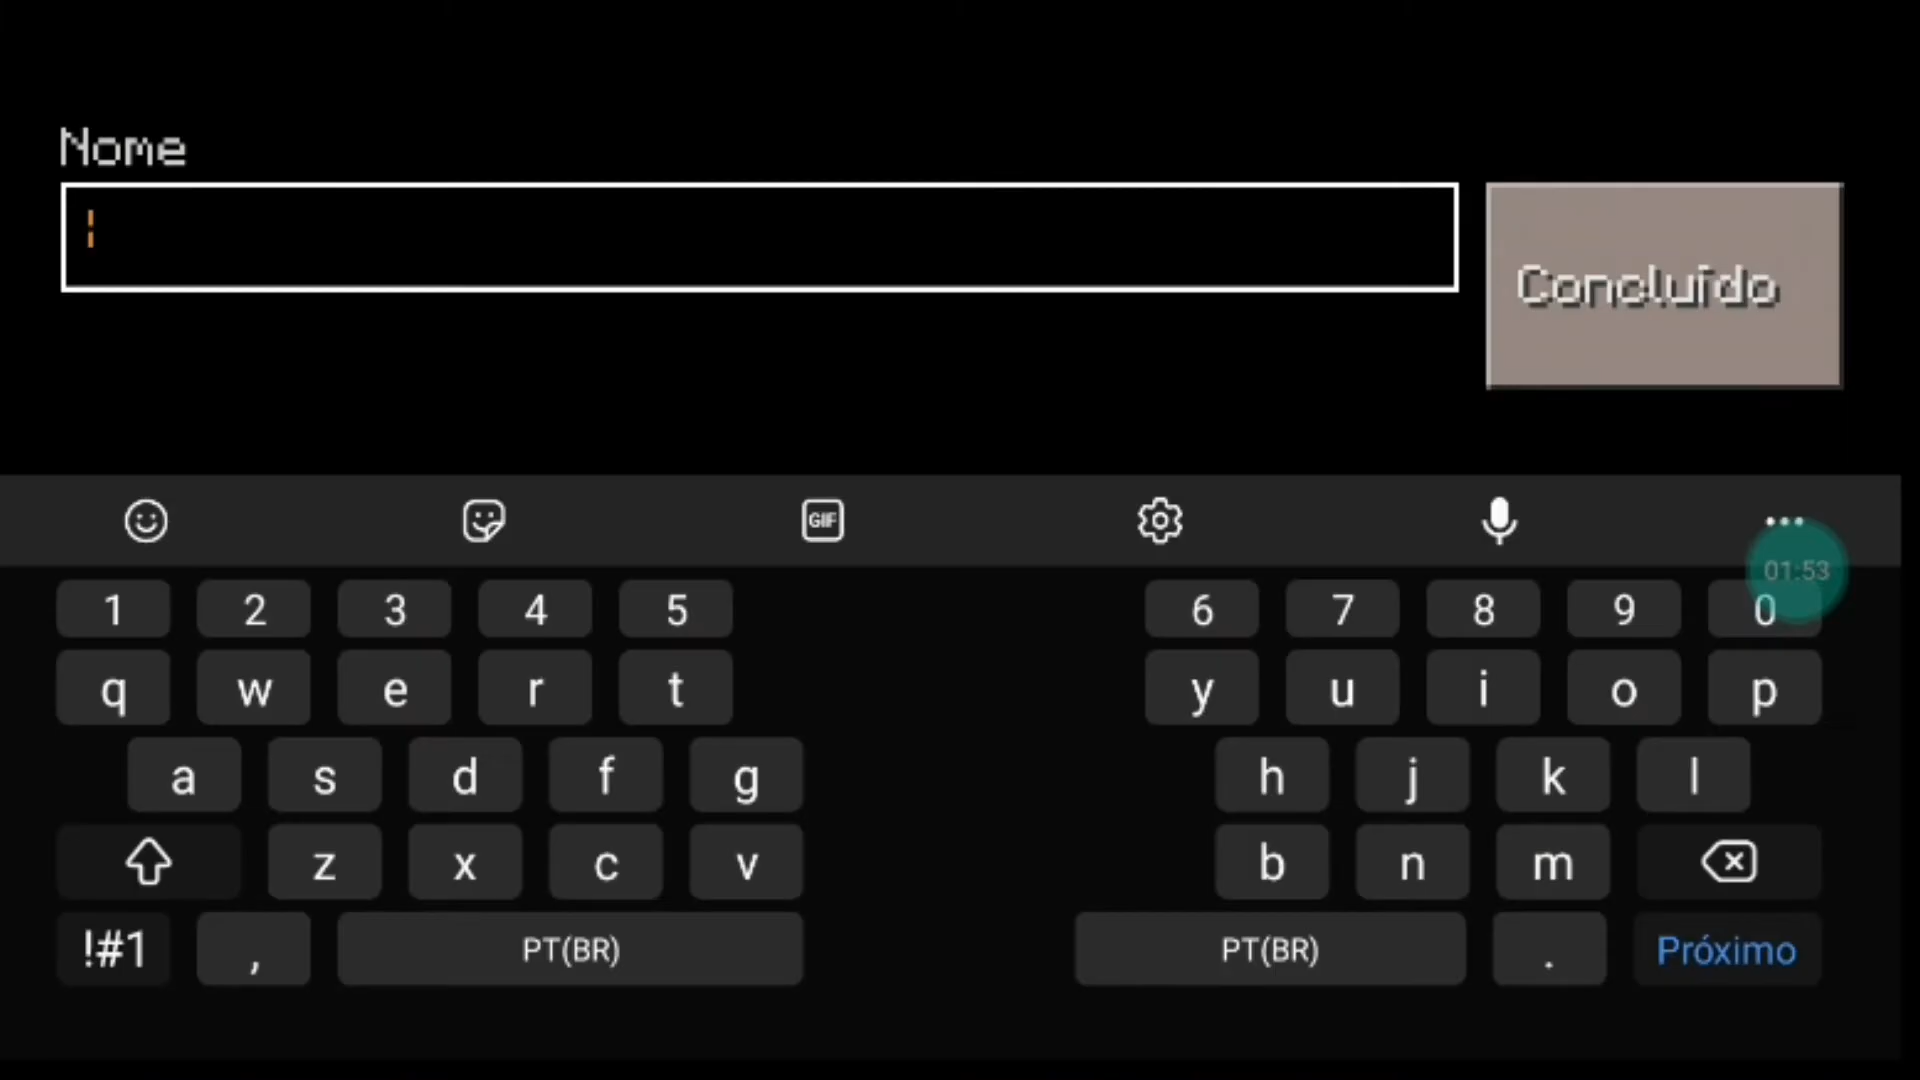 Nome
Concluído
GIF
01:53
1 2 3 4 5 6 7 8 9 0
q w e r t y u i o p
a s d f g h j k l
z x c v b n m
!#1 , PT(BR) PT(BR) . Próximo